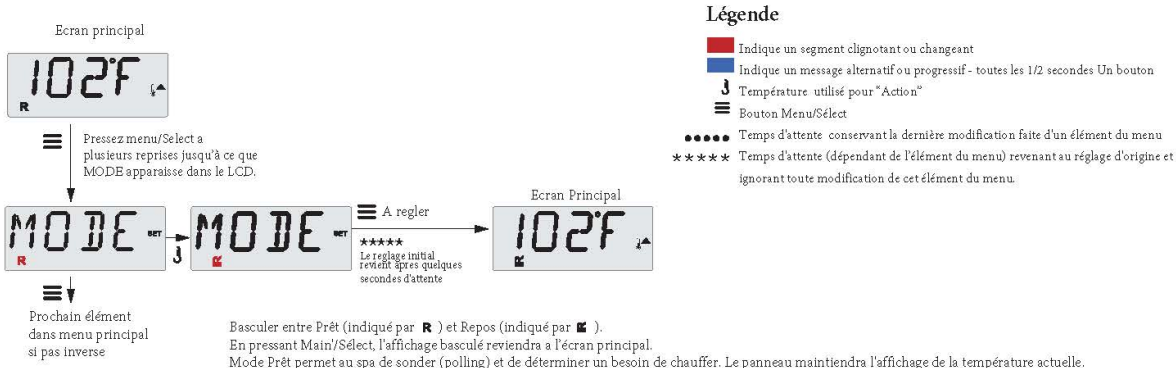 Ecran principal
102°F
R
Pressez menu/Select a
plusieurs reprises jusqu'à ce que
MODE apparaisse dans le LCD.
MODE SET
R
MODE SET
R
A regler
*****
Le reglage initial
revient âpres quelques
secondes d'attente
Ecran Principal
102°F
R
Prochain élément
dans menu principal
si pas inverse
Légende
Indique un segment clignotant ou changeant
Indique un message alternatif ou progressif - toutes les 1/2 secondes Un bouton
Température utilisé pour "Action"
Bouton Menu/Sélect
••••• Temps d'attente conservant la dernière modification faite d'un élément du menu
***** Temps d'attente (dépendant de l'élément du menu) revenant au réglage d'origine et
ignorant toute modification de cet élément du menu.
Basculer entre Prêt (indiqué par R ) et Repos (indiqué par R ).
En pressant Main'/Sélect, l'affichage basculé reviendra a l'écran principal.
Mode Prêt permet au spa de sonder (polling) et de déterminer un besoin de chauffer. Le panneau maintiendra l'affichage de la température actuelle.